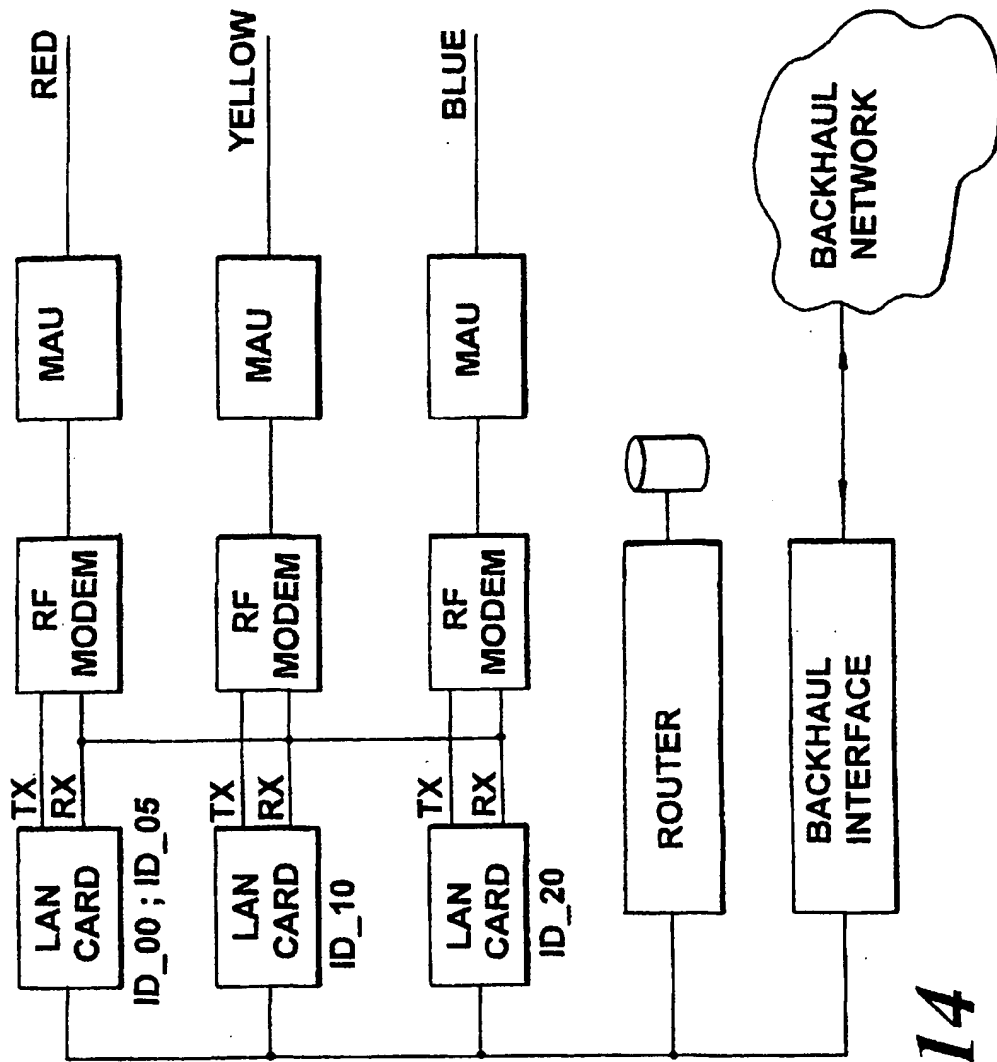 RED
YELLOW
BLUE
MAU
MAU
MAU
RF
MODEM
RF
MODEM
RF
MODEM
TX
RX
TX
RX
TX
RX
LAN
CARD
ID_00 ; ID_05
LAN
CARD
ID_10
LAN
CARD
ID_20
ROUTER
BACKHAUL
INTERFACE
BACKHAUL
NETWORK
14